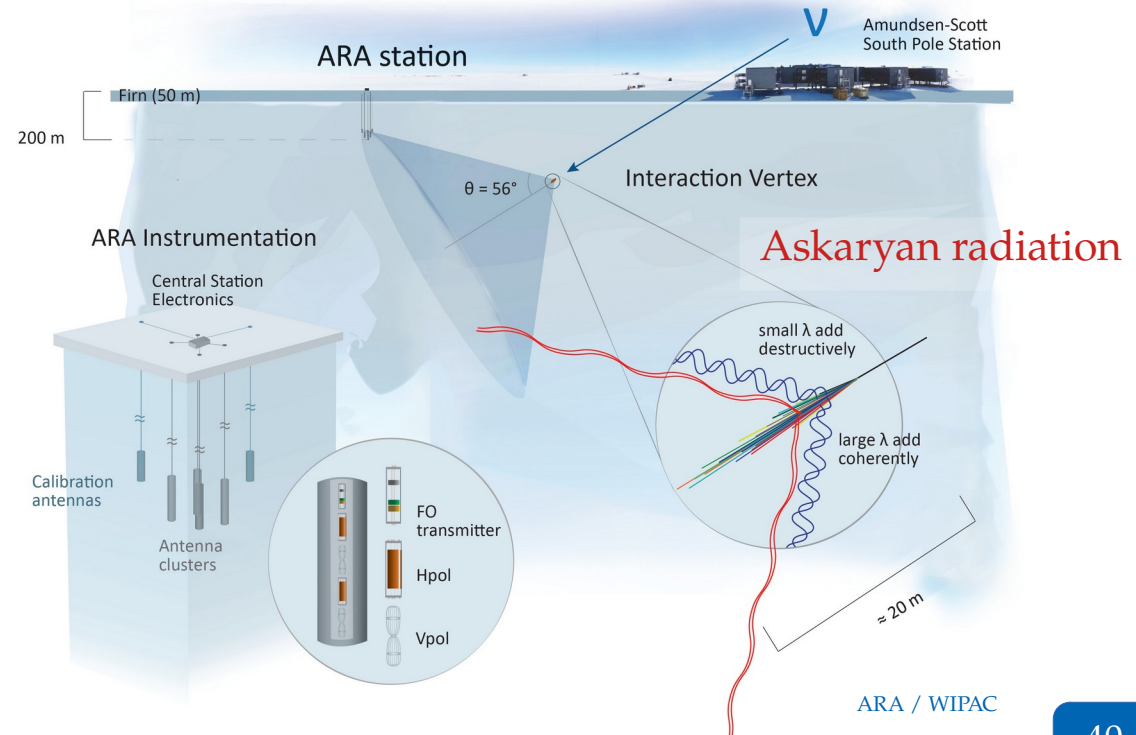 ν
Amundsen-Scott
South Pole Station
ARA station
Firn (50 m)
200 m
θ = 56°
Interaction Vertex
Askaryan radiation
ARA Instrumentation
Central Station
Electronics
small λ add
destructively
large λ add
coherently
Calibration
antennas
Antenna
clusters
FO
transmitter
Hpol
Vpol
≈ 20 m
ARA / WIPAC